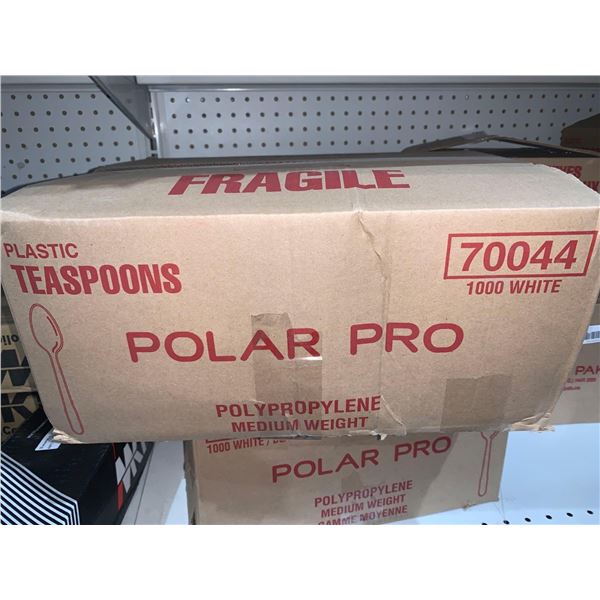 FRAGILE
PLASTIC
TEASPOONS
70044
1000 WHITE
POLAR PRO
POLYPROPYLENE
MEDIUM WEIGHT
1000 WHITE /
POLAR PRO
POLYPROPYLENE
MEDIUM WEIGHT
GAMME MOYENNE
PAK